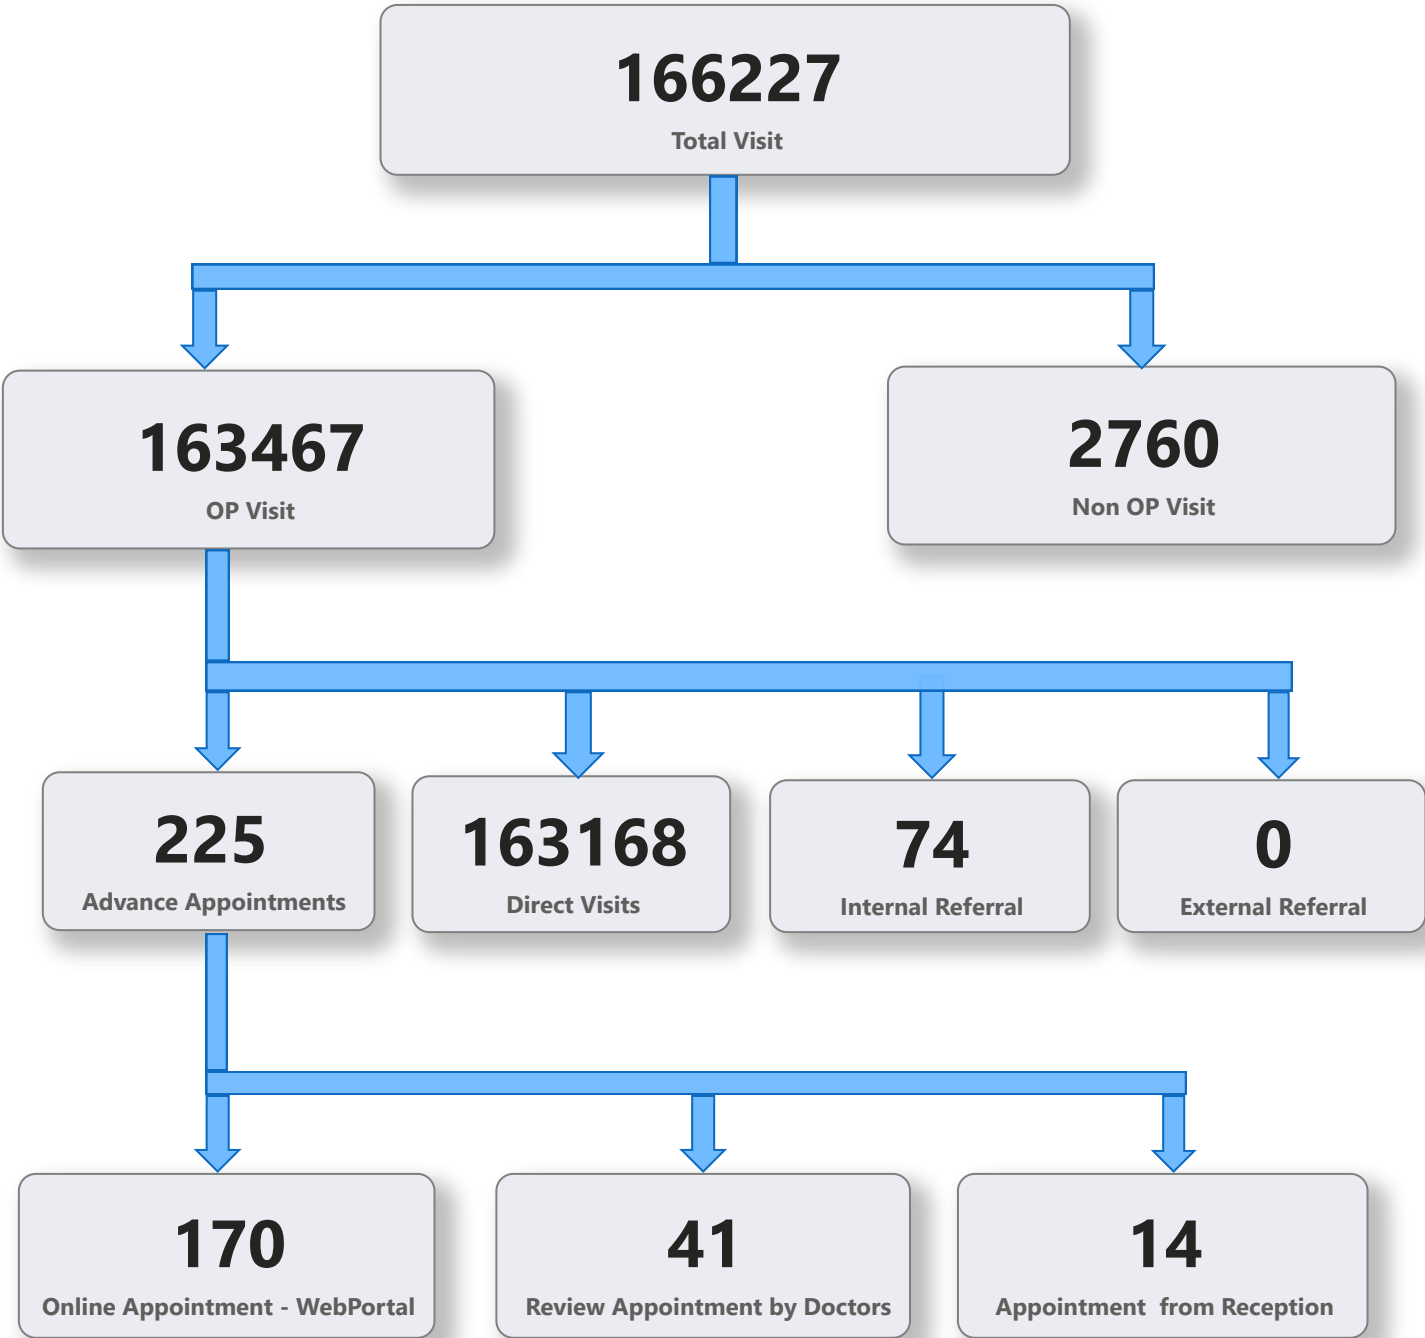 166227
Total Visit
163467
OP Visit
2760
Non OP Visit
225
Advance Appointments
163168
Direct Visits
74
Internal Referral
0
External Referral
170
Online Appointment - WebPortal
41
Review Appointment by Doctors
14
Appointment  from Reception